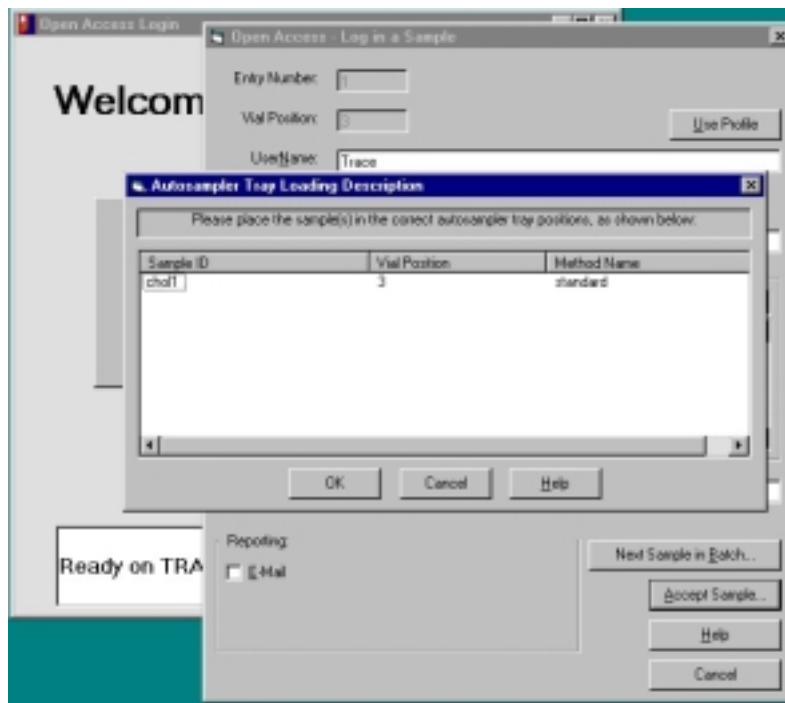 Open Access Login
Open Access - Log in a Sample
Welcom
Entry Number: 1
Vial Position: 3
Use Profile
UserName: Trace
Autosampler Tray Loading Description
Please place the sample(s) in the correct autosampler tray positions, as shown below:
Sample ID Vial Position Method Name
chol1 3 standard
OK Cancel Help
Reporting:
Ready on TRA
E-Mail
Next Sample in Batch...
Accept Sample...
Help
Cancel